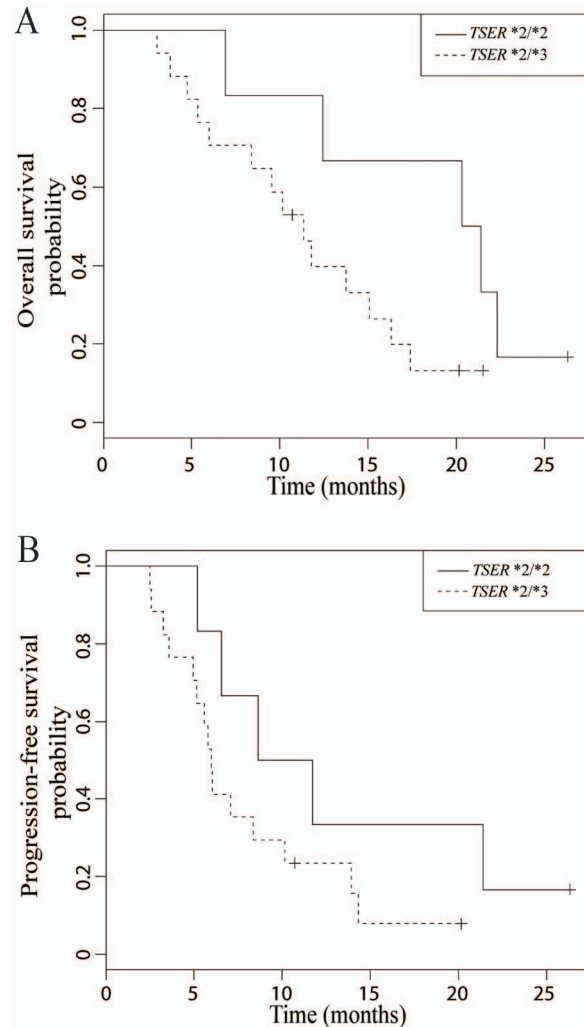 A
TSER *2/*2
TSER *2/*3
Overall survival
probability
1.0
0.8
0.6
0.4
0.2
0
0 5 10 15 20 25
Time (months)
B
TSER *2/*2
TSER *2/*3
Progression-free survival
probability
1.0
0.8
0.6
0.4
0.2
0
0 5 10 15 20 25
Time (months)